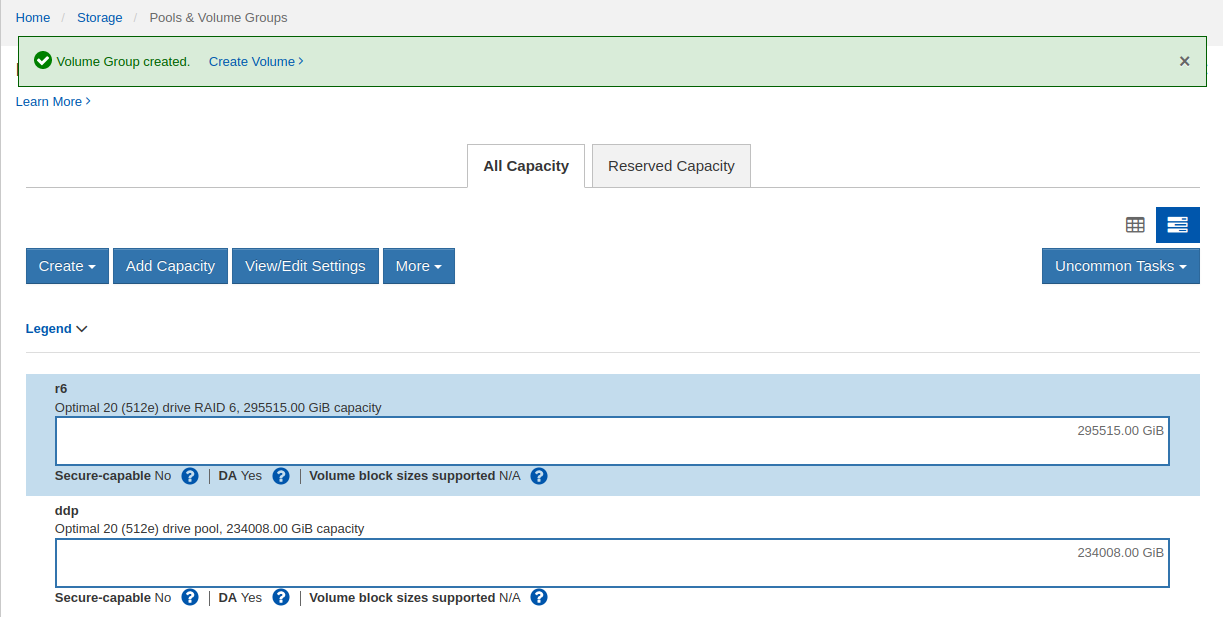 Home / Storage / Pools & Volume Groups
Volume Group created. Create Volume ›
×
Learn More ›
All Capacity
Reserved Capacity
Create
Add Capacity
View/Edit Settings
More
Uncommon Tasks
Legend
r6
Optimal 20 (512e) drive RAID 6, 295515.00 GiB capacity
295515.00 GiB
Secure-capable No ? | DA Yes ? | Volume block sizes supported N/A ?
ddp
Optimal 20 (512e) drive pool, 234008.00 GiB capacity
234008.00 GiB
Secure-capable No ? | DA Yes ? | Volume block sizes supported N/A ?